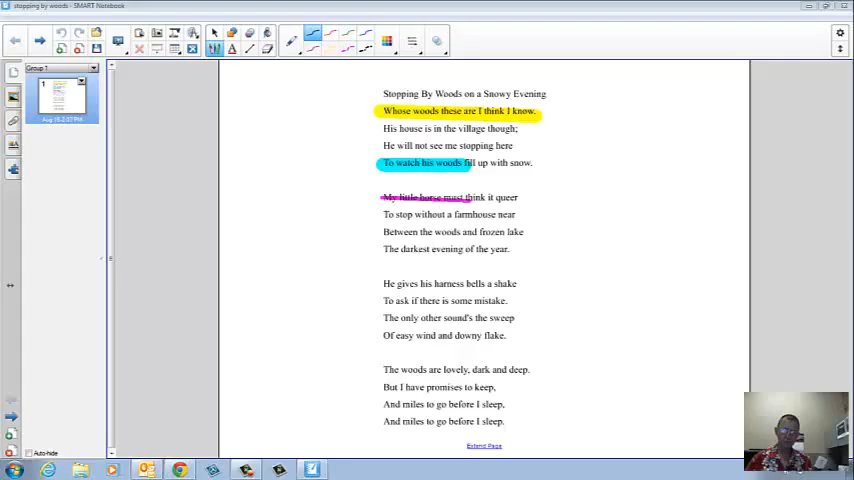 stopping by woods - SMART Notebook
Group 1
1
Aug 15-2:07 PM
Stopping By Woods on a Snowy Evening
Whose woods these are I think I know.
His house is in the village though;
He will not see me stopping here
To watch his woods fill up with snow.
My little horse must think it queer
To stop without a farmhouse near
Between the woods and frozen lake
The darkest evening of the year.
He gives his harness bells a shake
To ask if there is some mistake.
The only other sound's the sweep
Of easy wind and downy flake.
The woods are lovely, dark and deep.
But I have promises to keep,
And miles to go before I sleep,
And miles to go before I sleep.
Extend Page
Auto-hide